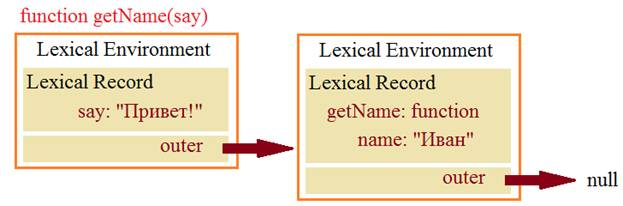 function getName(say)
Lexical Environment
Lexical Record
say: "Привет!"
outer
Lexical Environment
Lexical Record
getName: function
name: "Иван"
outer
null